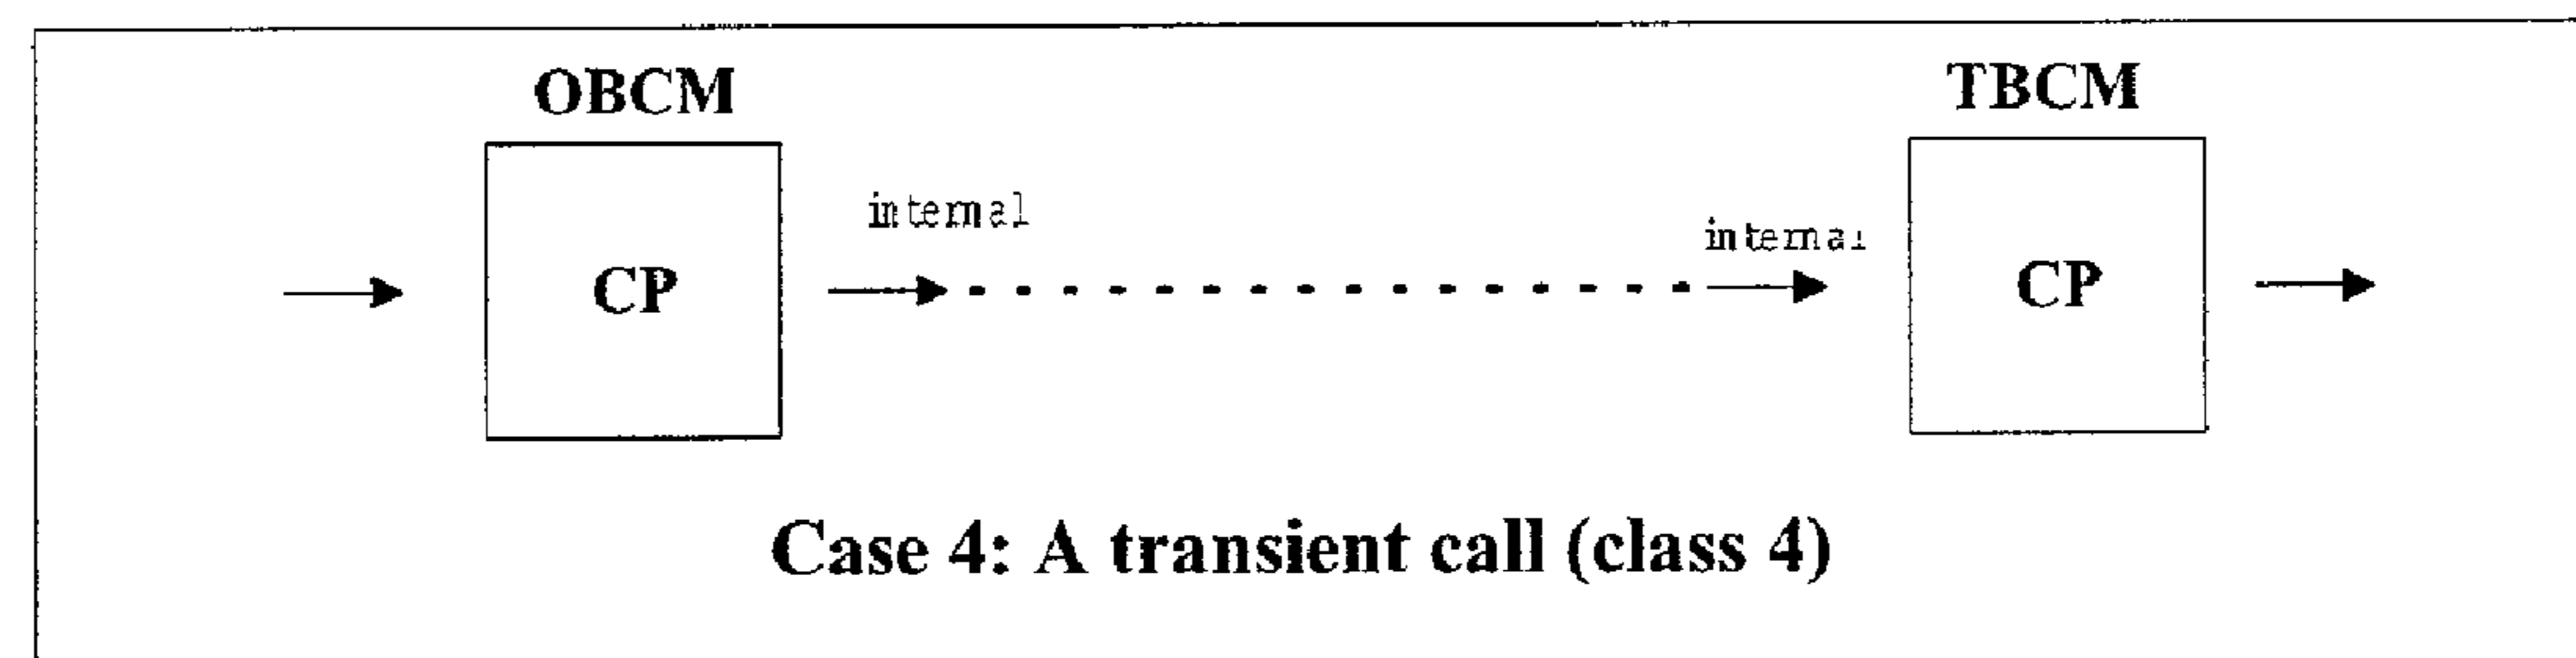 OBCM
TBCM
internal
internal
CP
CP
Case 4: A transient call (class 4)